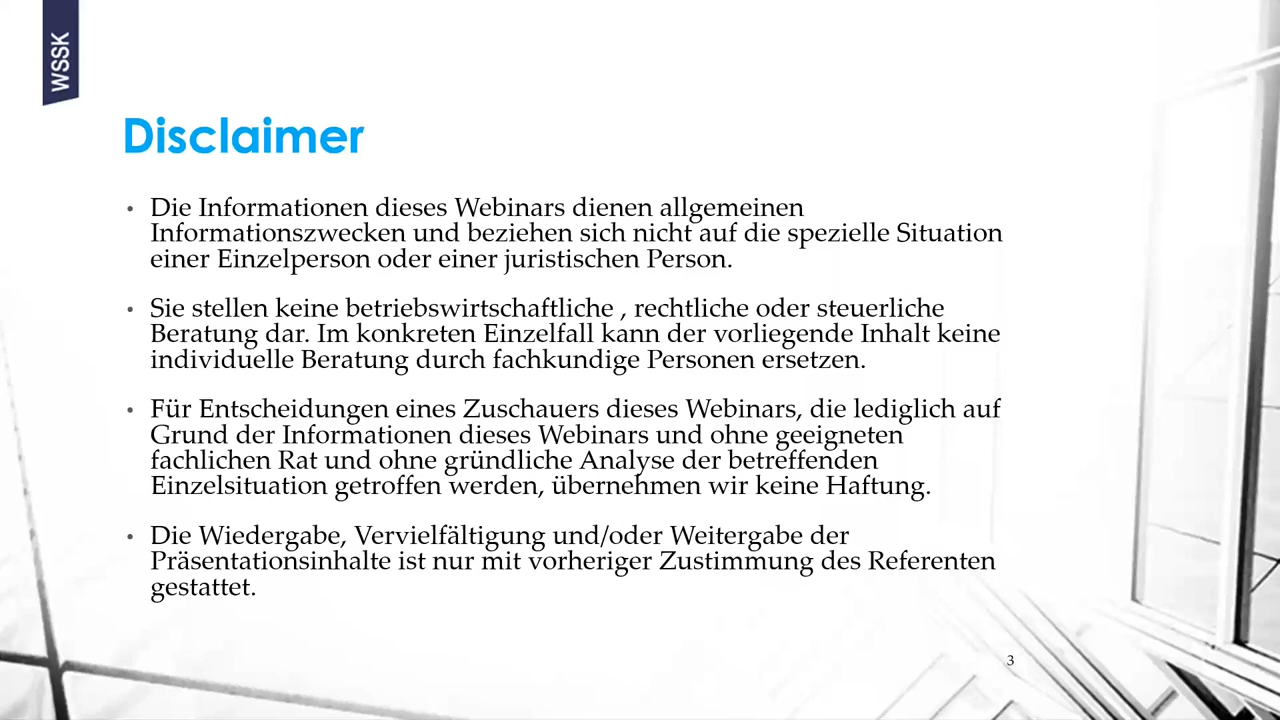 WSSK
Disclaimer
• Die Informationen dieses Webinars dienen allgemeinen
Informationszwecken und beziehen sich nicht auf die spezielle Situation
einer Einzelperson oder einer juristischen Person.
• Sie stellen keine betriebswirtschaftliche , rechtliche oder steuerliche
Beratung dar. Im konkreten Einzelfall kann der vorliegende Inhalt keine
individuelle Beratung durch fachkundige Personen ersetzen.
• Für Entscheidungen eines Zuschauers dieses Webinars, die lediglich auf
Grund der Informationen dieses Webinars und ohne geeigneten
fachlichen Rat und ohne gründliche Analyse der betreffenden
Einzelsituation getroffen werden, übernehmen wir keine Haftung.
• Die Wiedergabe, Vervielfältigung und/oder Weitergabe der
Präsentationsinhalte ist nur mit vorheriger Zustimmung des Referenten
gestattet.
3